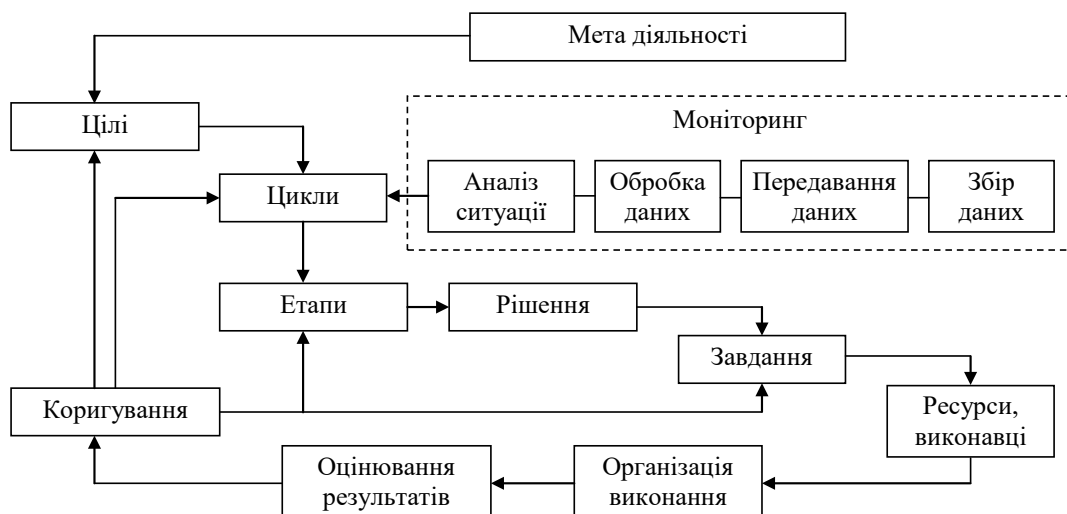 Мета діяльності
Цілі
Моніторинг
Цикли
Аналіз
ситуації
Обробка
даних
Передавання
даних
Збір
даних
Етапи
Рішення
Завдання
Коригування
Ресурси,
виконавці
Оцінювання
результатів
Організація
виконання